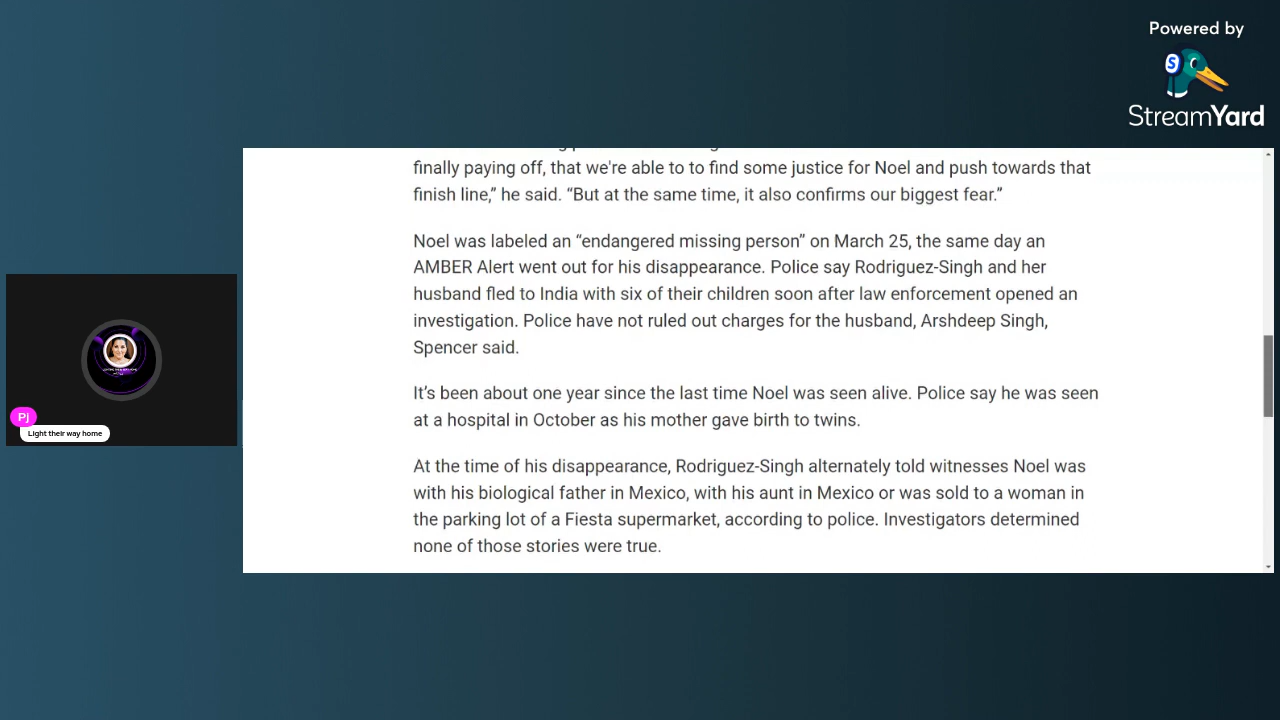 Powered by
StreamYard
finally paying off, that we're able to to find some justice for Noel and push towards that
finish line,” he said. “But at the same time, it also confirms our biggest fear.”
Noel was labeled an “endangered missing person” on March 25, the same day an
AMBER Alert went out for his disappearance. Police say Rodriguez-Singh and her
husband fled to India with six of their children soon after law enforcement opened an
investigation. Police have not ruled out charges for the husband, Arshdeep Singh,
Spencer said.
It’s been about one year since the last time Noel was seen alive. Police say he was seen
at a hospital in October as his mother gave birth to twins.
At the time of his disappearance, Rodriguez-Singh alternately told witnesses Noel was
with his biological father in Mexico, with his aunt in Mexico or was sold to a woman in
the parking lot of a Fiesta supermarket, according to police. Investigators determined
none of those stories were true.
Pj
Light their way home